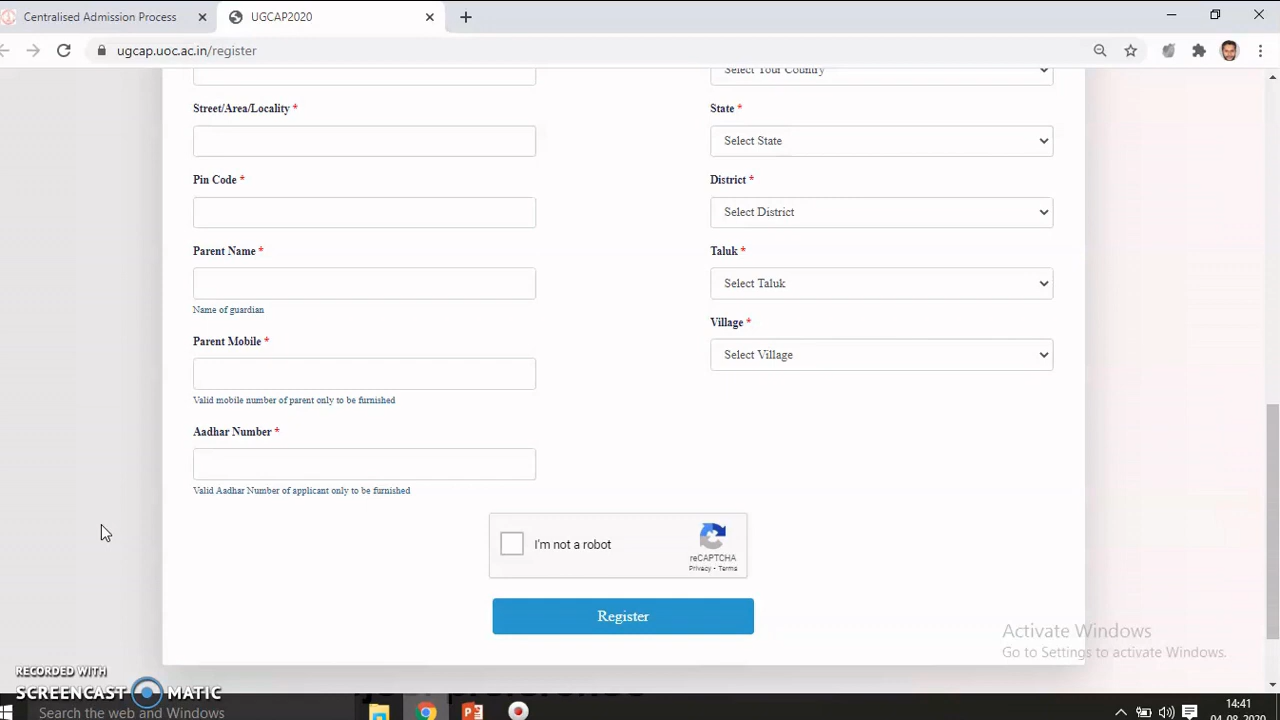 Centralised Admission Process
UGCAP2020
ugcap.uoc.ac.in/register
Select Your Country
Street/Area/Locality *
State *
Select State
Pin Code *
District *
Select District
Parent Name *
Taluk *
Select Taluk
Name of guardian
Parent Mobile *
Village *
Select Village
Valid mobile number of parent only to be furnished
Aadhar Number *
Valid Aadhar Number of applicant only to be furnished
I'm not a robot
reCAPTCHA
Privacy - Terms
Register
Activate Windows
Go to Settings to activate Windows.
RECORDED WITH
SCREENCAST MATIC
Search the web and Windows
14:41
04-09-2020